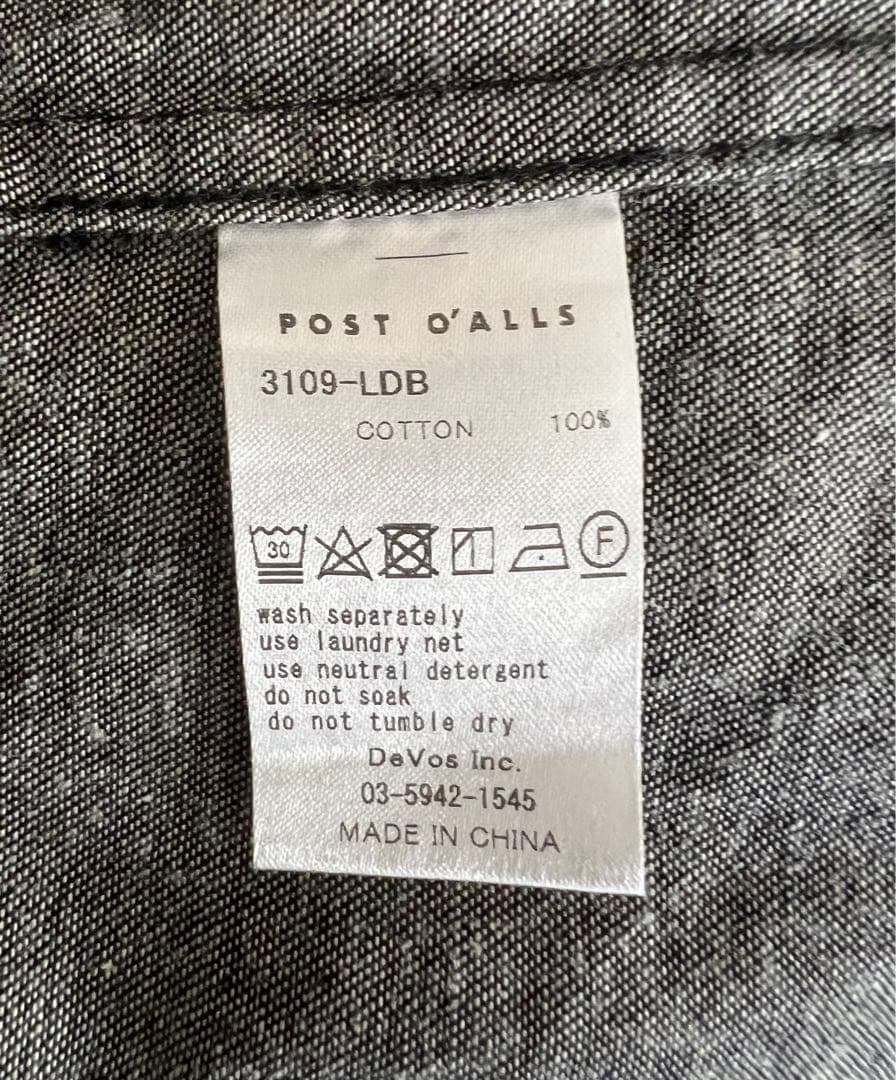 POST O'ALLS
3109-LDB
COTTON 100%
30 F
wash separately
use laundry net
use neutral detergent
do not soak
do not tumble dry
DeVos Inc.
03-5942-1545
MADE IN CHINA